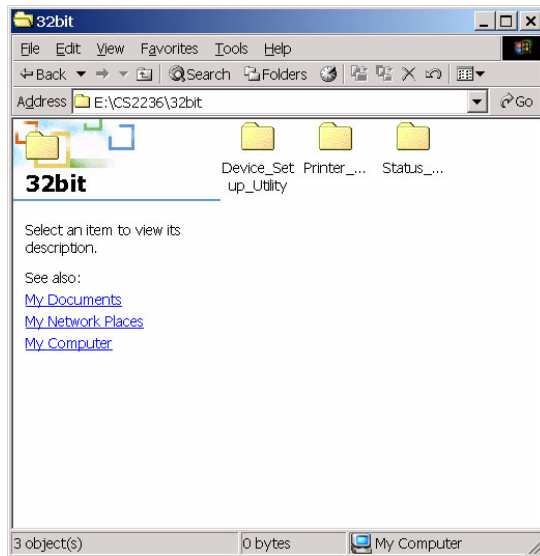 32bit
File Edit View Favorites Tools Help
Back Search Folders
Address E:\CS2236\32bit Go
32bit
Device_Set
up_Utility
Printer_...
Status_...
Select an item to view its
description.
See also:
My Documents
My Network Places
My Computer
3 object(s) 0 bytes My Computer